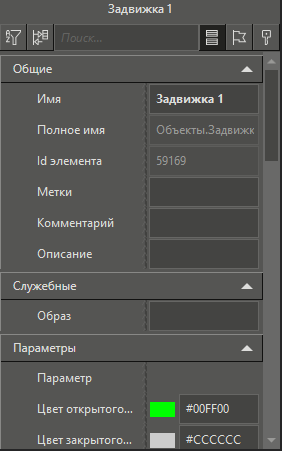 Задвижка 1
Поиск...
Общие
Имя Задвижка 1
Полное имя Объекты.Задвижк
Id элемента 59169
Метки
Комментарий
Описание
Служебные
Образ
Параметры
Параметр
Цвет открытого... #00FF00
Цвет закрытого... #CCCCCC